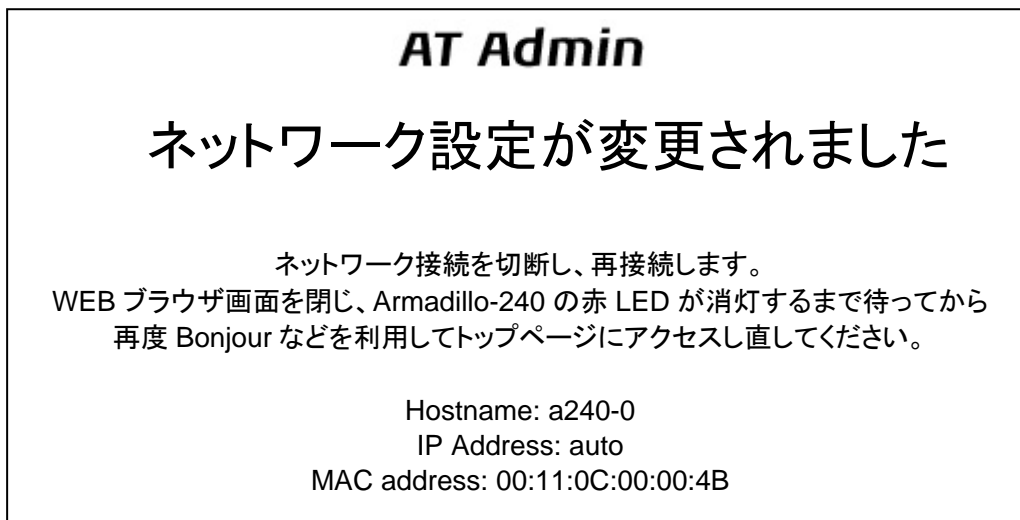 AT Admin
ネットワーク設定が変更されました
ネットワーク接続を切断し、再接続します。
WEB ブラウザ画面を閉じ、Armadillo-240 の赤 LED が消灯するまで待ってから
再度 Bonjour などを利用してトップページにアクセスし直してください。
Hostname: a240-0
IP Address: auto
MAC address: 00:11:0C:00:00:4B